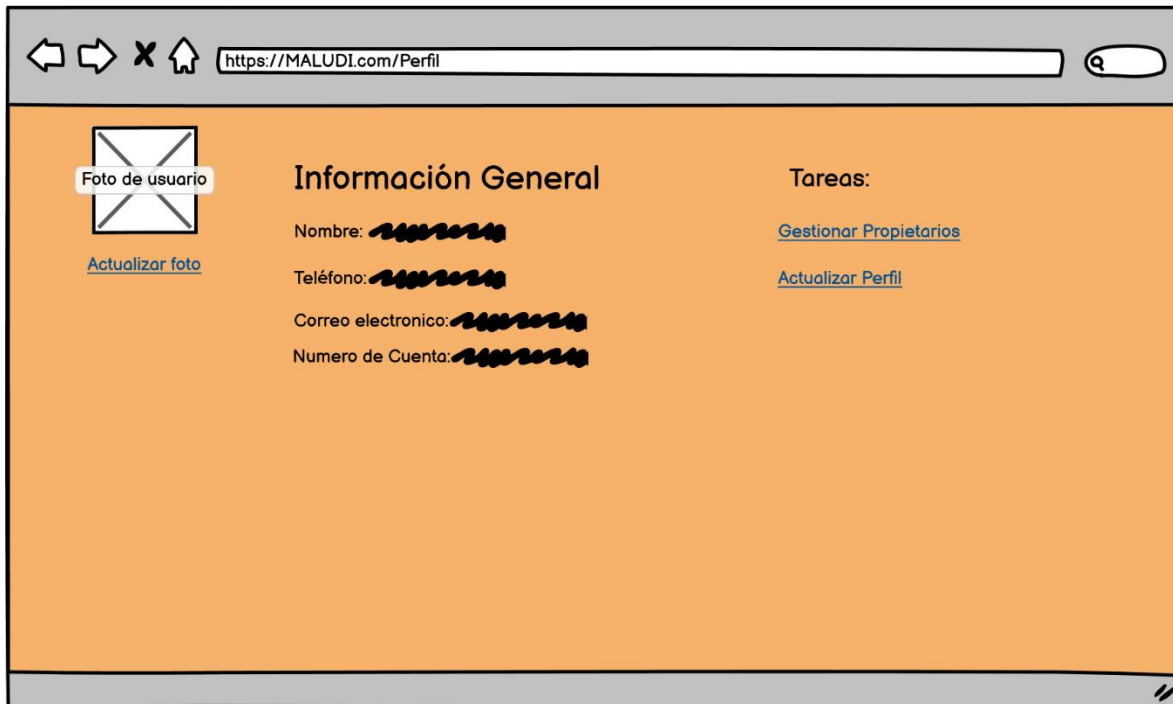 https://MALUDI.com/Perfil
Foto de usuario
Actualizar foto
Información General
Nombre:
Teléfono:
Correo electronico:
Numero de Cuenta:
Tareas:
Gestionar Propietarios
Actualizar Perfil